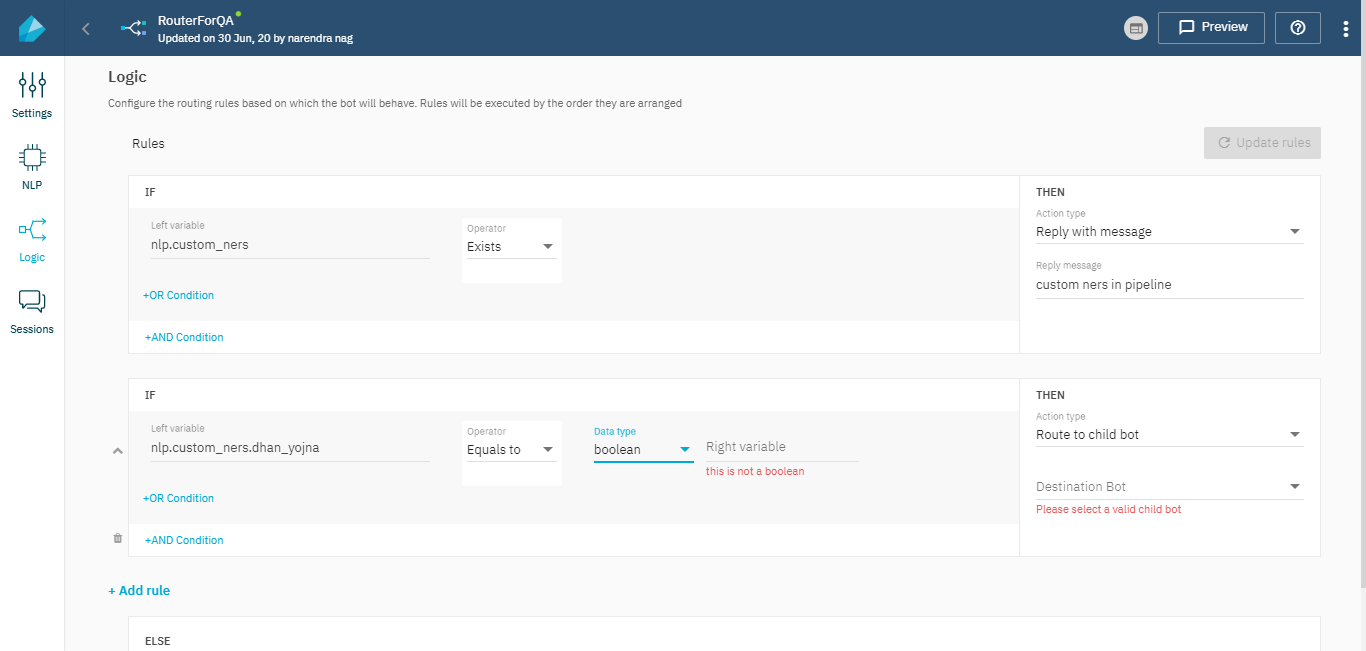 RouterForQA
Updated on 30 Jun, 20 by narendra nag
Preview
Settings
NLP
Logic
Sessions
Logic
Configure the routing rules based on which the bot will behave. Rules will be executed by the order they are arranged
Rules
Update rules
IF
Left variable
nlp.custom_ners
Operator
Exists
+OR Condition
+AND Condition
THEN
Action type
Reply with message
Reply message
custom ners in pipeline
IF
Left variable
nlp.custom_ners.dhan_yojna
Operator
Equals to
Data type
boolean
Right variable
this is not a boolean
+OR Condition
+AND Condition
THEN
Action type
Route to child bot
Destination Bot
Please select a valid child bot
+ Add rule
ELSE